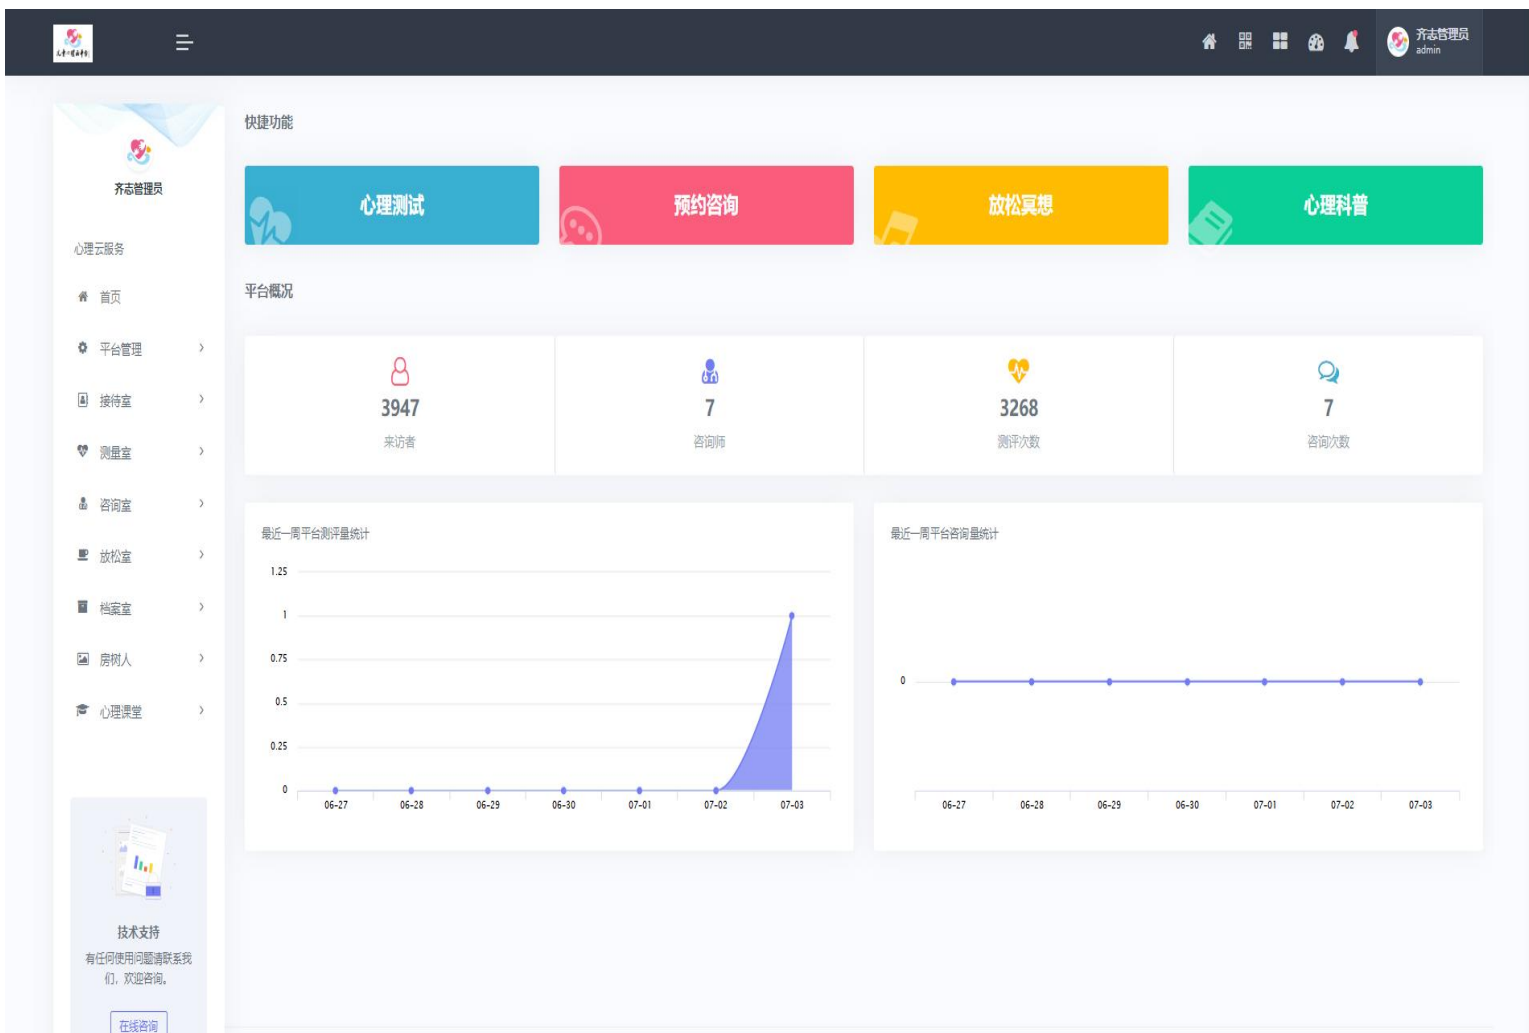 齐志管理员
admin
齐志管理员
心理云服务
首页
平台管理
接待室
测量室
咨询室
放松室
档案室
房树人
心理课堂
技术支持
有任何使用问题请联系我
们，欢迎咨询。
在线咨询
快捷功能
心理测试
预约咨询
放松冥想
心理科普
平台概况
3947
来访者
7
咨询师
3268
测评次数
7
咨询次数
最近一周平台测评量统计
1.25
1
0.75
0.5
0.25
0
06-27 06-28 06-29 06-30 07-01 07-02 07-03
最近一周平台咨询量统计
0
06-27 06-28 06-29 06-30 07-01 07-02 07-03